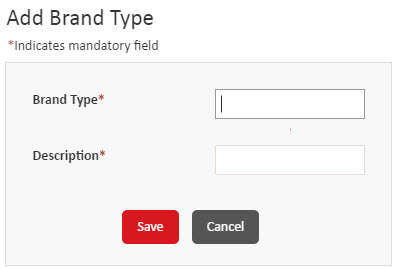 Add Brand Type
*Indicates mandatory field
Brand Type*
Description*
Save Cancel